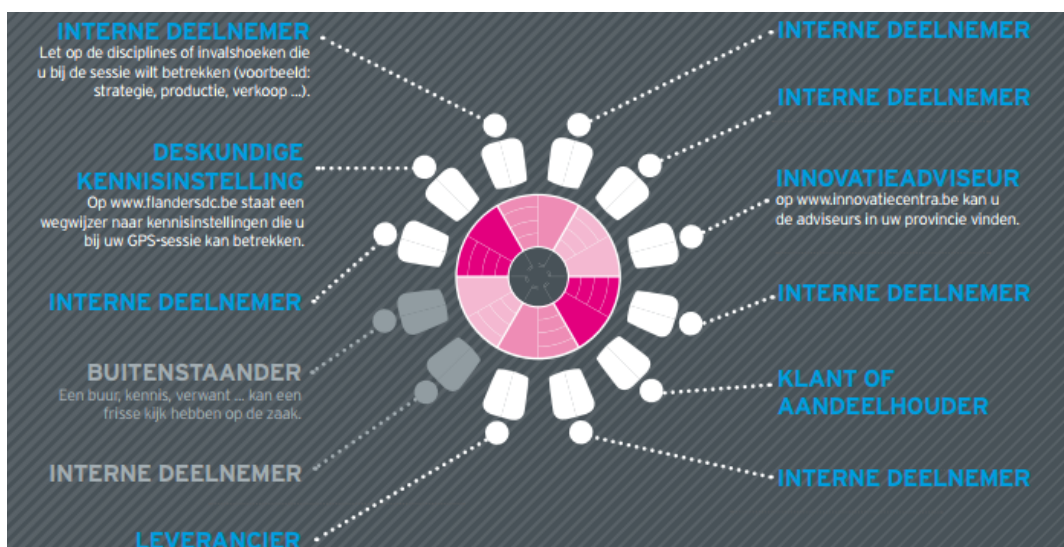 INTERNE DEELNEMER
Let op de disciplines of invalshoeken die
u bij de sessie wilt betrekken (voorbeeld:
strategie, productie, verkoop ...).
DESKUNDIGE
KENNISINSTELLING
Op www.flandersdc.be staat een
wegwijzer naar kennisinstellingen die u
bij uw GPS-sessie kan betrekken.
INTERNE DEELNEMER
BUITENSTAANDER
Een buur, kennis, verwant ... kan een
frisse kijk hebben op de zaak.
INTERNE DEELNEMER
LEVERANCIER
INTERNE DEELNEMER
INTERNE DEELNEMER
INNOVATIEADVISEUR
op www.innovatiecentra.be kan u
de adviseurs in uw provincie vinden.
INTERNE DEELNEMER
KLANT OF
AANDEELHOUDER
INTERNE DEELNEMER